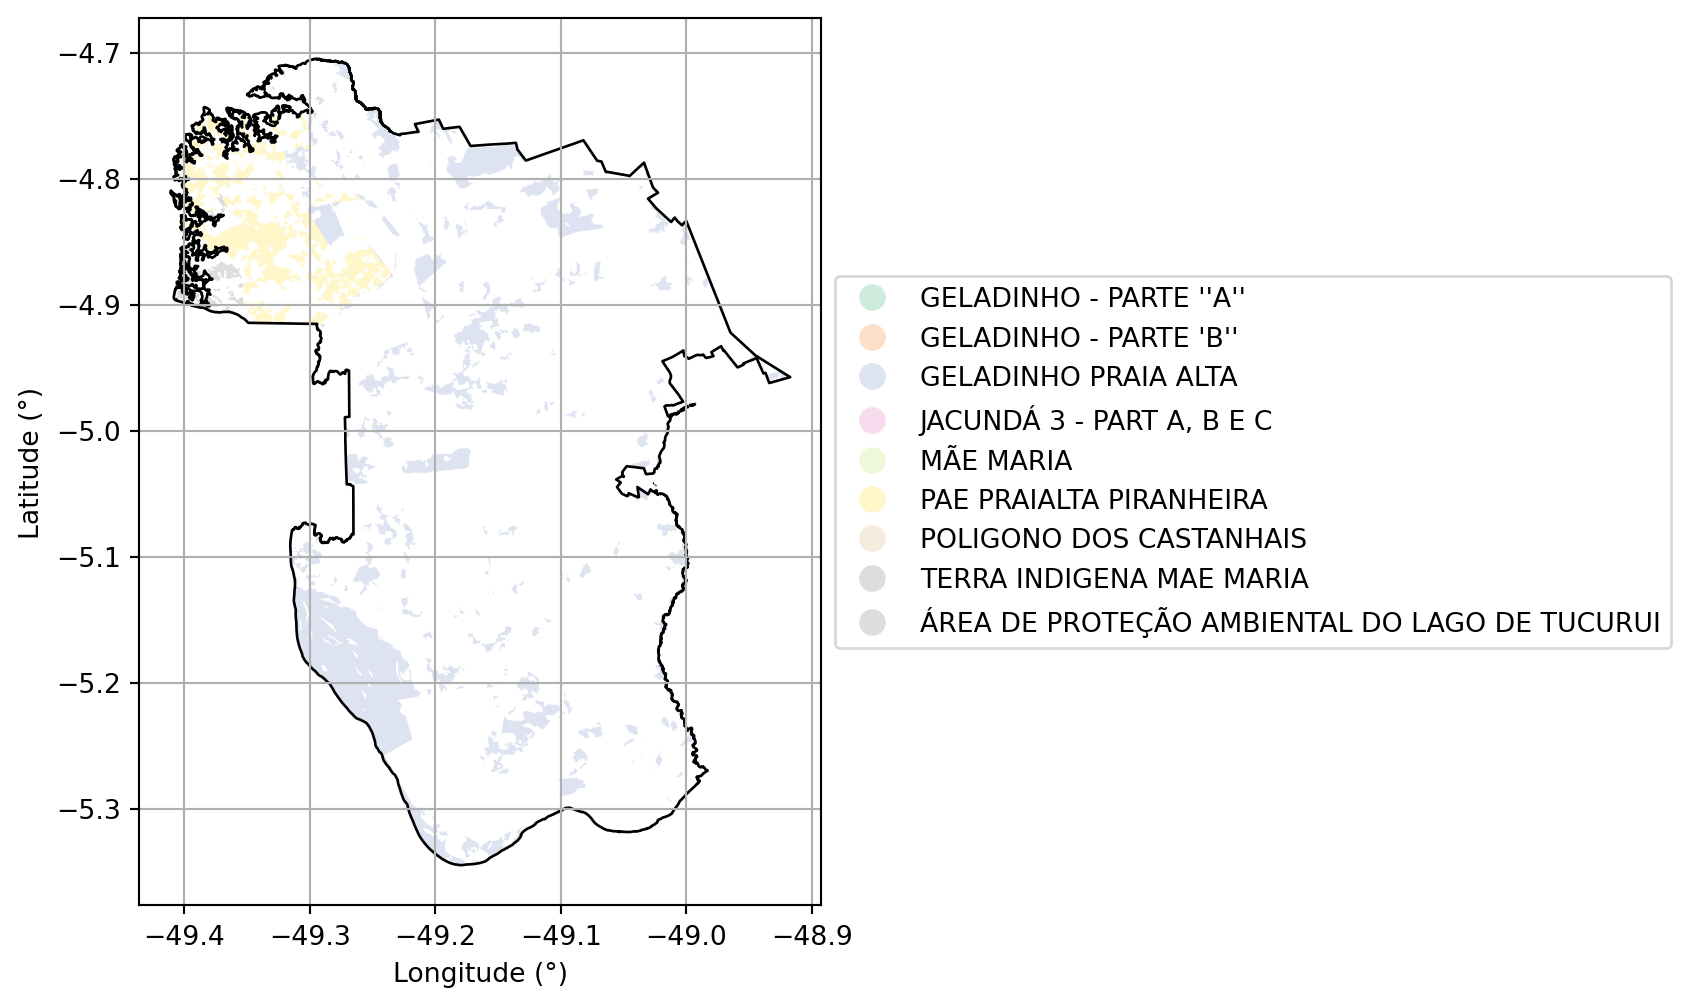 −4.7
−4.8
−4.9
−5.0
−5.1
−5.2
−5.3
Latitude (°)
−49.4
−49.3
−49.2
−49.1
−49.0
−48.9
Longitude (°)
GELADINHO - PARTE ''A''
GELADINHO - PARTE 'B''
GELADINHO PRAIA ALTA
JACUNDÁ 3 - PART A, B E C
MÃE MARIA
PAE PRAIALTA PIRANHEIRA
POLIGONO DOS CASTANHAIS
TERRA INDIGENA MAE MARIA
ÁREA DE PROTEÇÃO AMBIENTAL DO LAGO DE TUCURUI